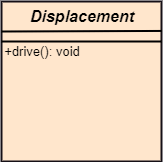 Displacement
+drive(): void